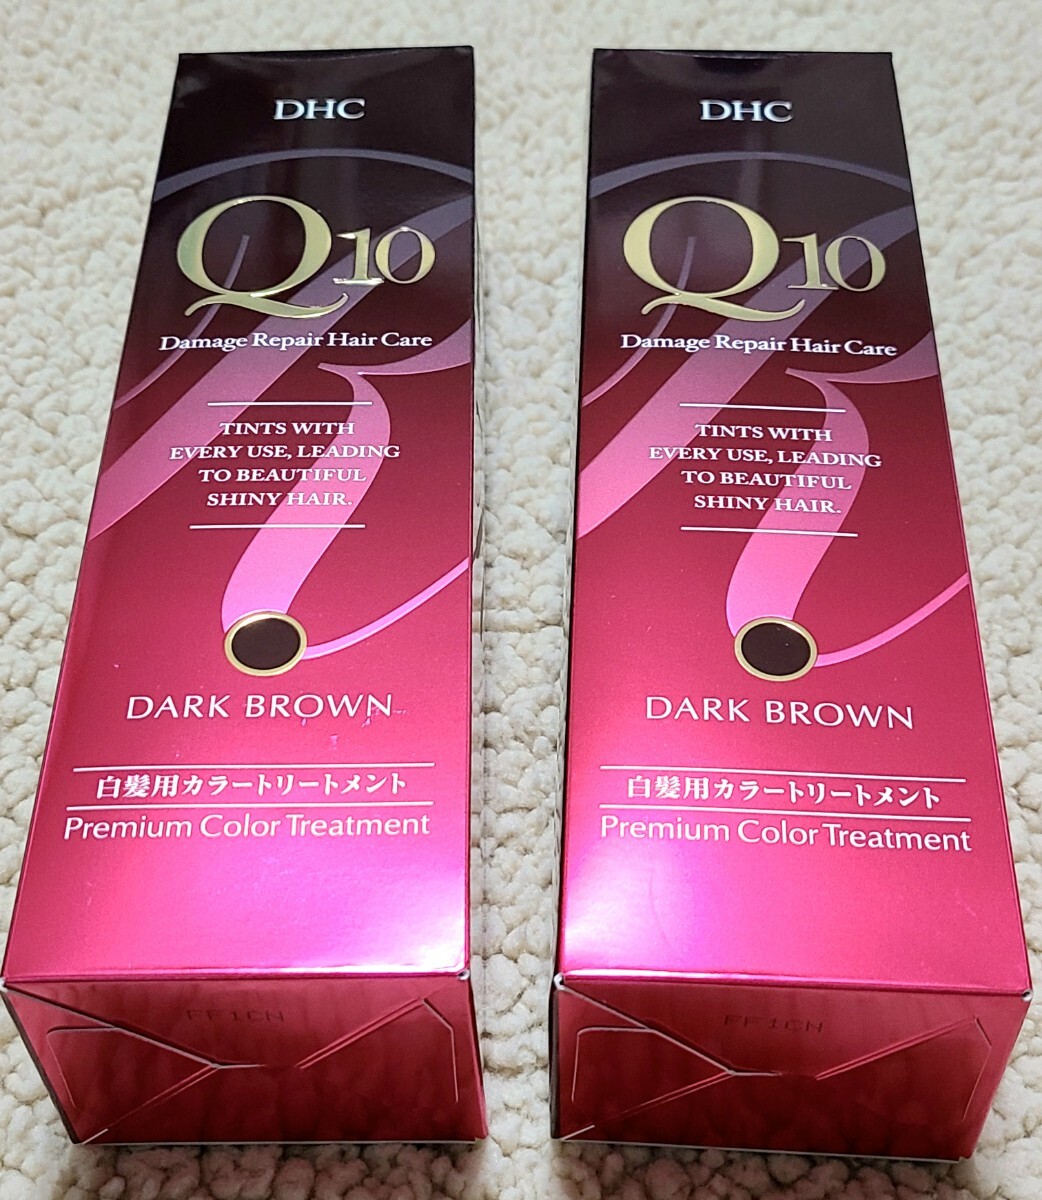 DHC
Q10
Damage Repair Hair Care
TINTS WITH
EVERY USE, LEADING
TO BEAUTIFUL
SHINY HAIR.
DARK BROWN
白髪用カラートリートメント
Premium Color Treatment
FF1CN
DHC
Q10
Damage Repair Hair Care
TINTS WITH
EVERY USE, LEADING
TO BEAUTIFUL
SHINY HAIR.
DARK BROWN
白髪用カラートリートメント
Premium Color Treatment
FF1CN